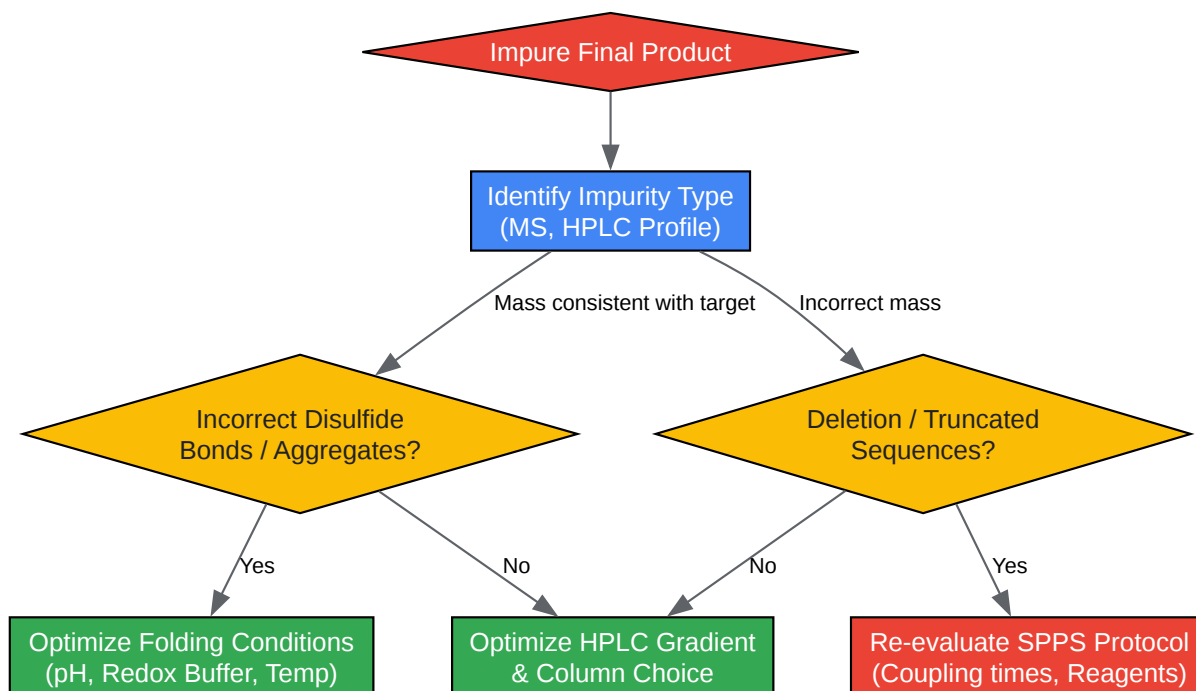 Impure Final Product
Identify Impurity Type
(MS, HPLC Profile)
Mass consistent with target
Incorrect mass
Incorrect Disulfide
Bonds / Aggregates?
Deletion / Truncated
Sequences?
Yes
No
No
Yes
Optimize Folding Conditions
(pH, Redox Buffer, Temp)
Optimize HPLC Gradient
& Column Choice
Re-evaluate SPPS Protocol
(Coupling times, Reagents)